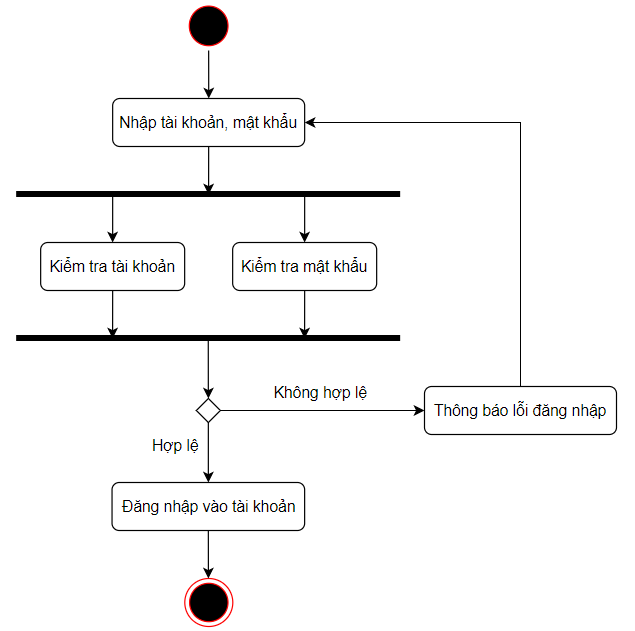 Nhập tài khoản, mật khẩu
Kiểm tra tài khoản
Kiểm tra mật khẩu
Không hợp lệ
Thông báo lỗi đăng nhập
Hợp lệ
Đăng nhập vào tài khoản